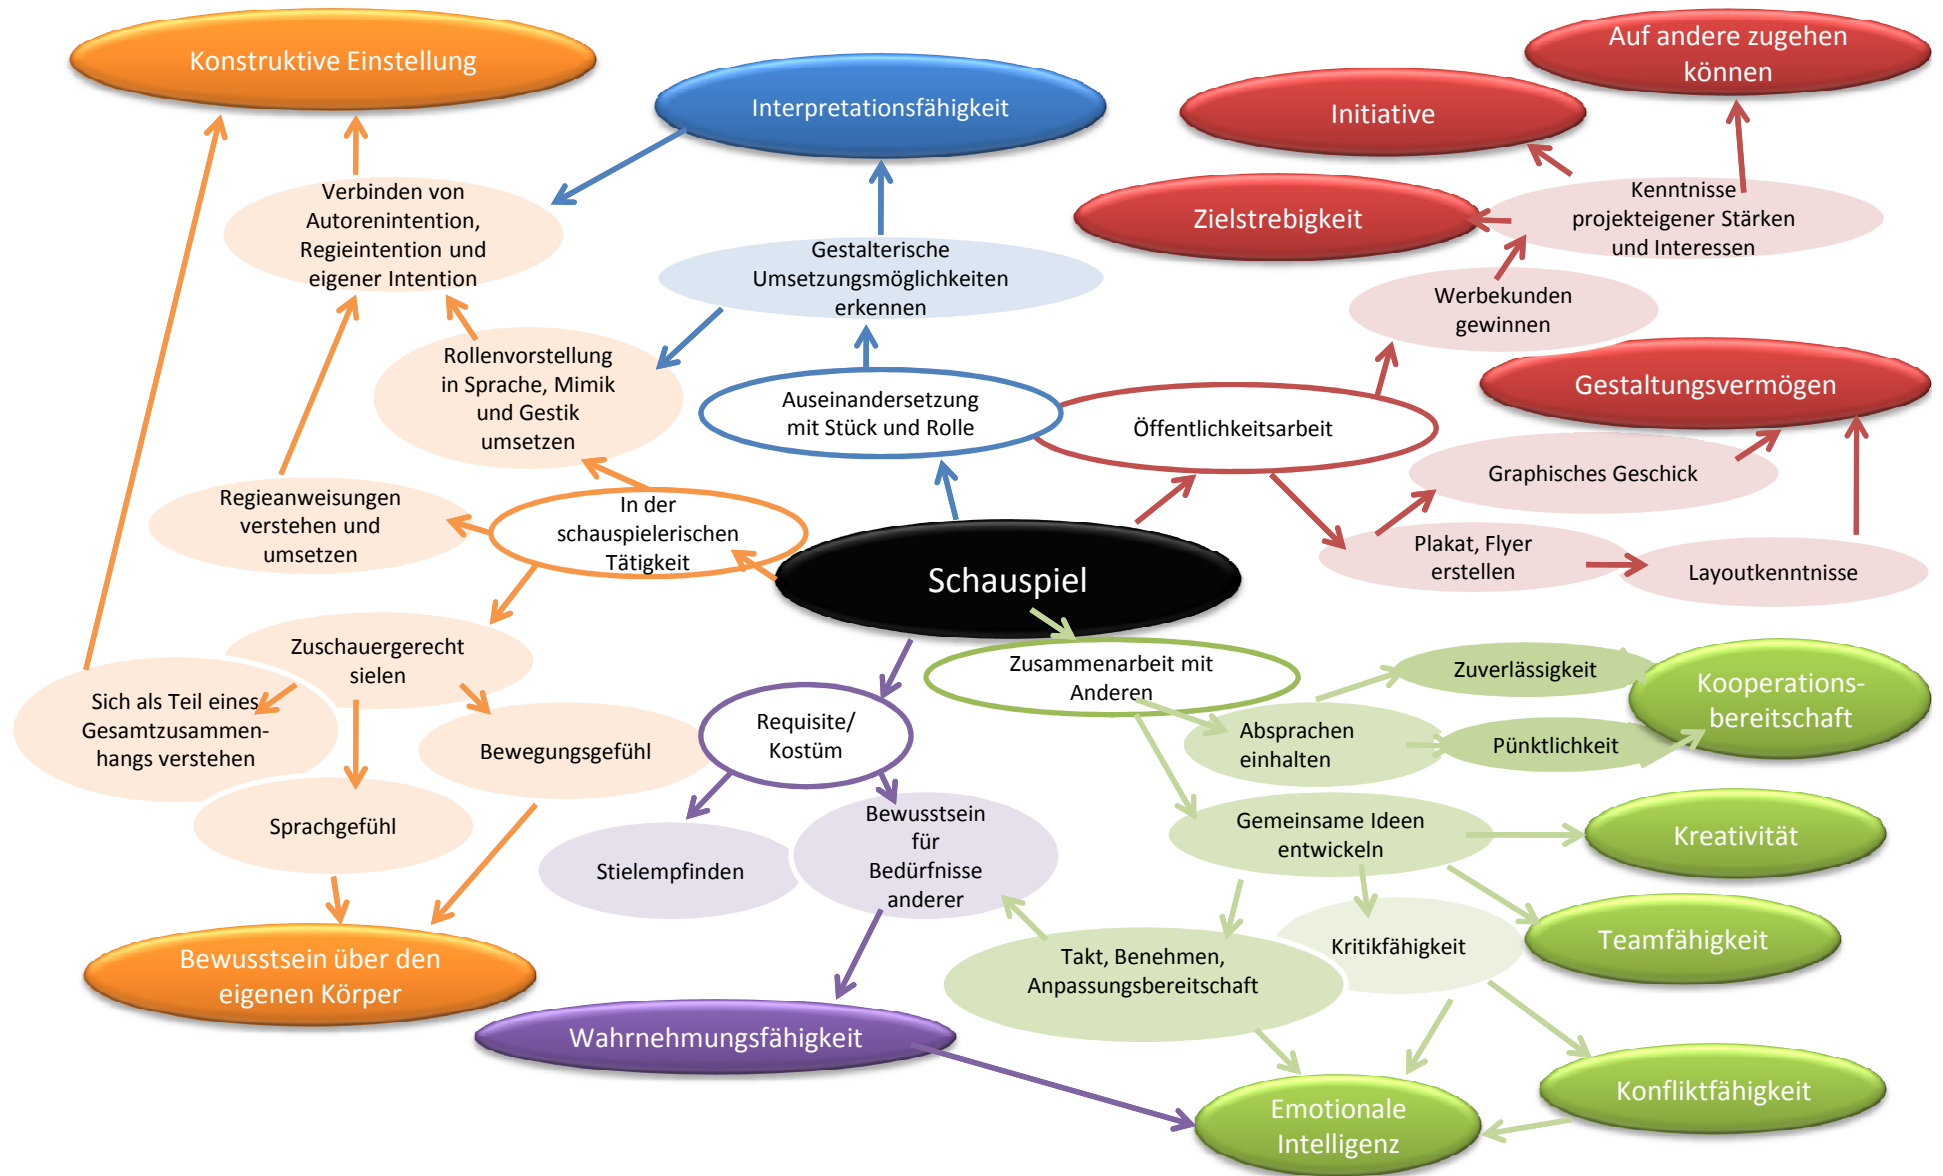 Konstruktive Einstellung
Interpretationsfähigkeit
Initiative
Auf andere zugehen
können
Zielstrebigkeit
Kenntnisse
projekteigener Stärken
und Interessen
Verbinden von
Autorenintention,
Regieintention und
eigener Intention
Gestalterische
Umsetzungsmöglichkeiten
erkennen
Werbekunden
gewinnen
Rollenvorstellung
in Sprache, Mimik
und Gestik
umsetzen
Auseinandersetzung
mit Stück und Rolle
Öffentlichkeitsarbeit
Gestaltungsvermögen
Graphisches Geschick
Regieanweisungen
verstehen und
umsetzen
In der
schauspielerischen
Tätigkeit
Schauspiel
Plakat, Flyer
erstellen
Layoutkenntnisse
Zuschauergerecht
sielen
Zusammenarbeit mit
Anderen
Zuverlässigkeit
Kooperations-
bereitschaft
Sich als Teil eines
Gesamtzusammen-
hangs verstehen
Bewegungsgefühl
Requisite/
Kostüm
Absprachen
einhalten
Pünktlichkeit
Sprachgefühl
Stielempfinden
Bewusstsein
für
Bedürfnisse
anderer
Gemeinsame Ideen
entwickeln
Kreativität
Bewusstsein über den
eigenen Körper
Takt, Benehmen,
Anpassungsbereitschaft
Kritikfähigkeit
Teamfähigkeit
Wahrnehmungsfähigkeit
Emotionale
Intelligenz
Konfliktfähigkeit